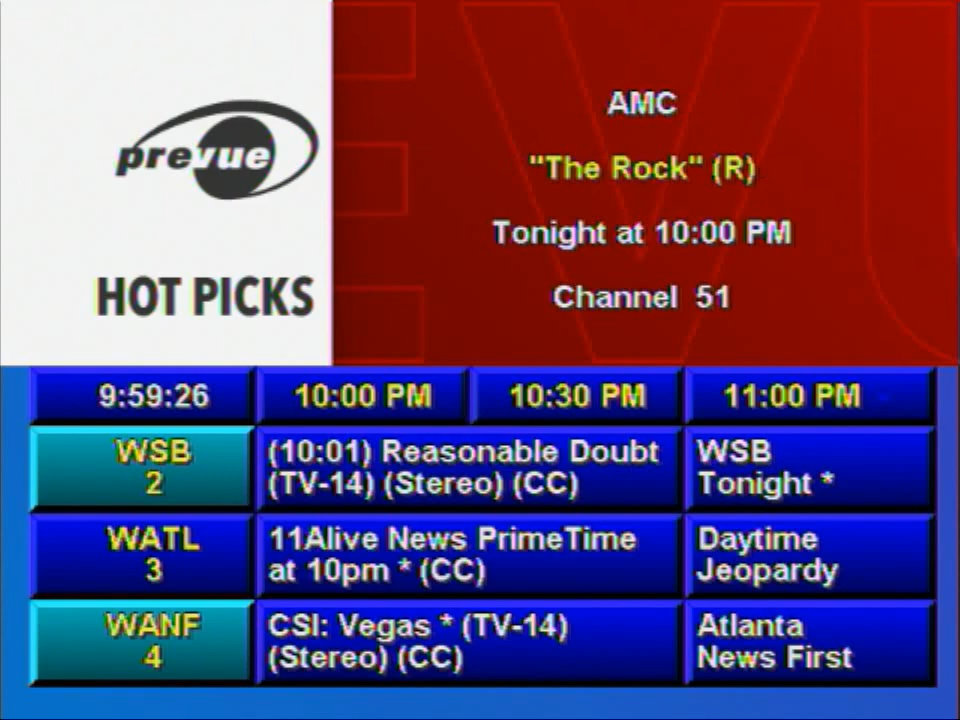 prevue
HOT PICKS
AMC
"The Rock" (R)
Tonight at 10:00 PM
Channel 51
9:59:26 10:00 PM 10:30 PM 11:00 PM
WSB
2
(10:01) Reasonable Doubt
(TV-14) (Stereo) (CC)
WSB
Tonight *
WATL
3
11Alive News PrimeTime
at 10pm * (CC)
Daytime
Jeopardy
WANF
4
CSI: Vegas * (TV-14)
(Stereo) (CC)
Atlanta
News First